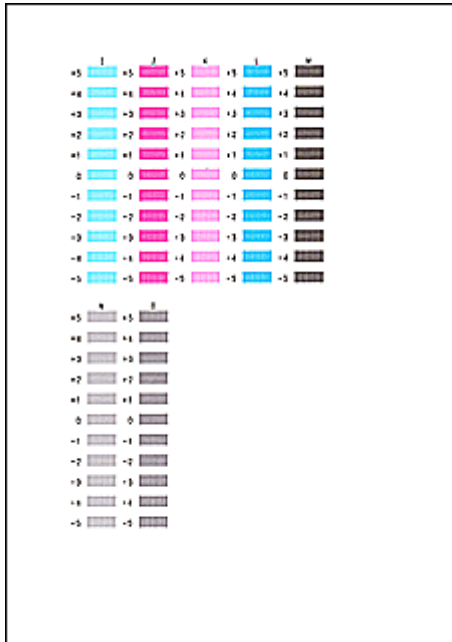 I J K L M
+5 +5 +5 +5 +5
+4 +4 +4 +4 +4
+3 +3 +3 +3 +3
+2 +2 +2 +2 +2
+1 +1 +1 +1 +1
0 0 0 0 0
-1 -1 -1 -1 -1
-2 -2 -2 -2 -2
-3 -3 -3 -3 -3
-4 -4 -4 -4 -4
-5 -5 -5 -5 -5
N
+5 +5
+4 +4
+3 +3
+2 +2
+1 +1
0 0
-1 -1
-2 -2
-3 -3
-4 -4
-5 -5